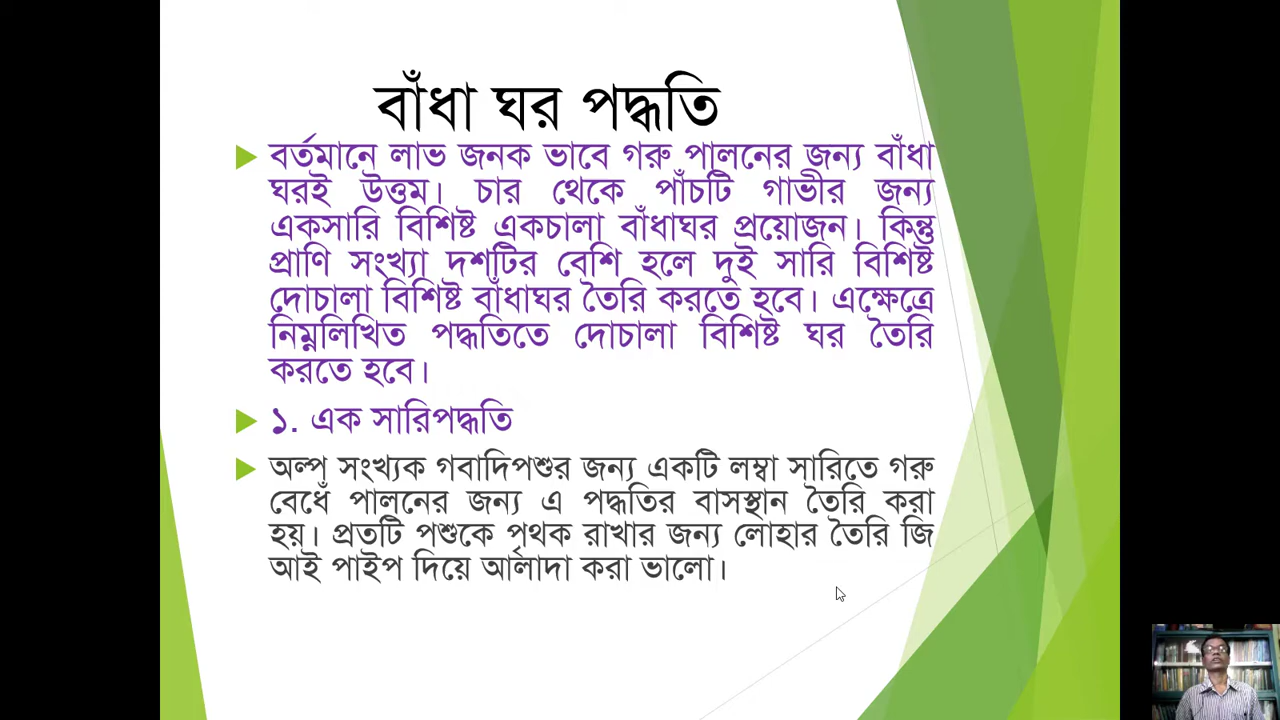 বাঁধা ঘর পদ্ধতি
বর্তমানে লাভ জনক ভাবে গরু পালনের জন্য বাঁধা
ঘরই উত্তম। চার থেকে পাঁচটি গাভীর জন্য
একসারি বিশিষ্ট একচালা বাঁধাঘর প্রয়োজন। কিন্তু
প্রাণি সংখ্যা দশটির বেশি হলে দুই সারি বিশিষ্ট
দোচালা বিশিষ্ট বাঁধাঘর তৈরি করতে হবে। এক্ষেত্রে
নিম্নলিখিত পদ্ধতিতে দোচালা বিশিষ্ট ঘর তৈরি
করতে হবে।
১. এক সারিপদ্ধতি
অল্প সংখ্যক গবাদিপশুর জন্য একটি লম্বা সারিতে গরু
বেধেঁ পালনের জন্য এ পদ্ধতির বাসস্থান তৈরি করা
হয়। প্রতটি পশুকে পৃথক রাখার জন্য লোহার তৈরি জি
আই পাইপ দিয়ে আলাদা করা ভালো।